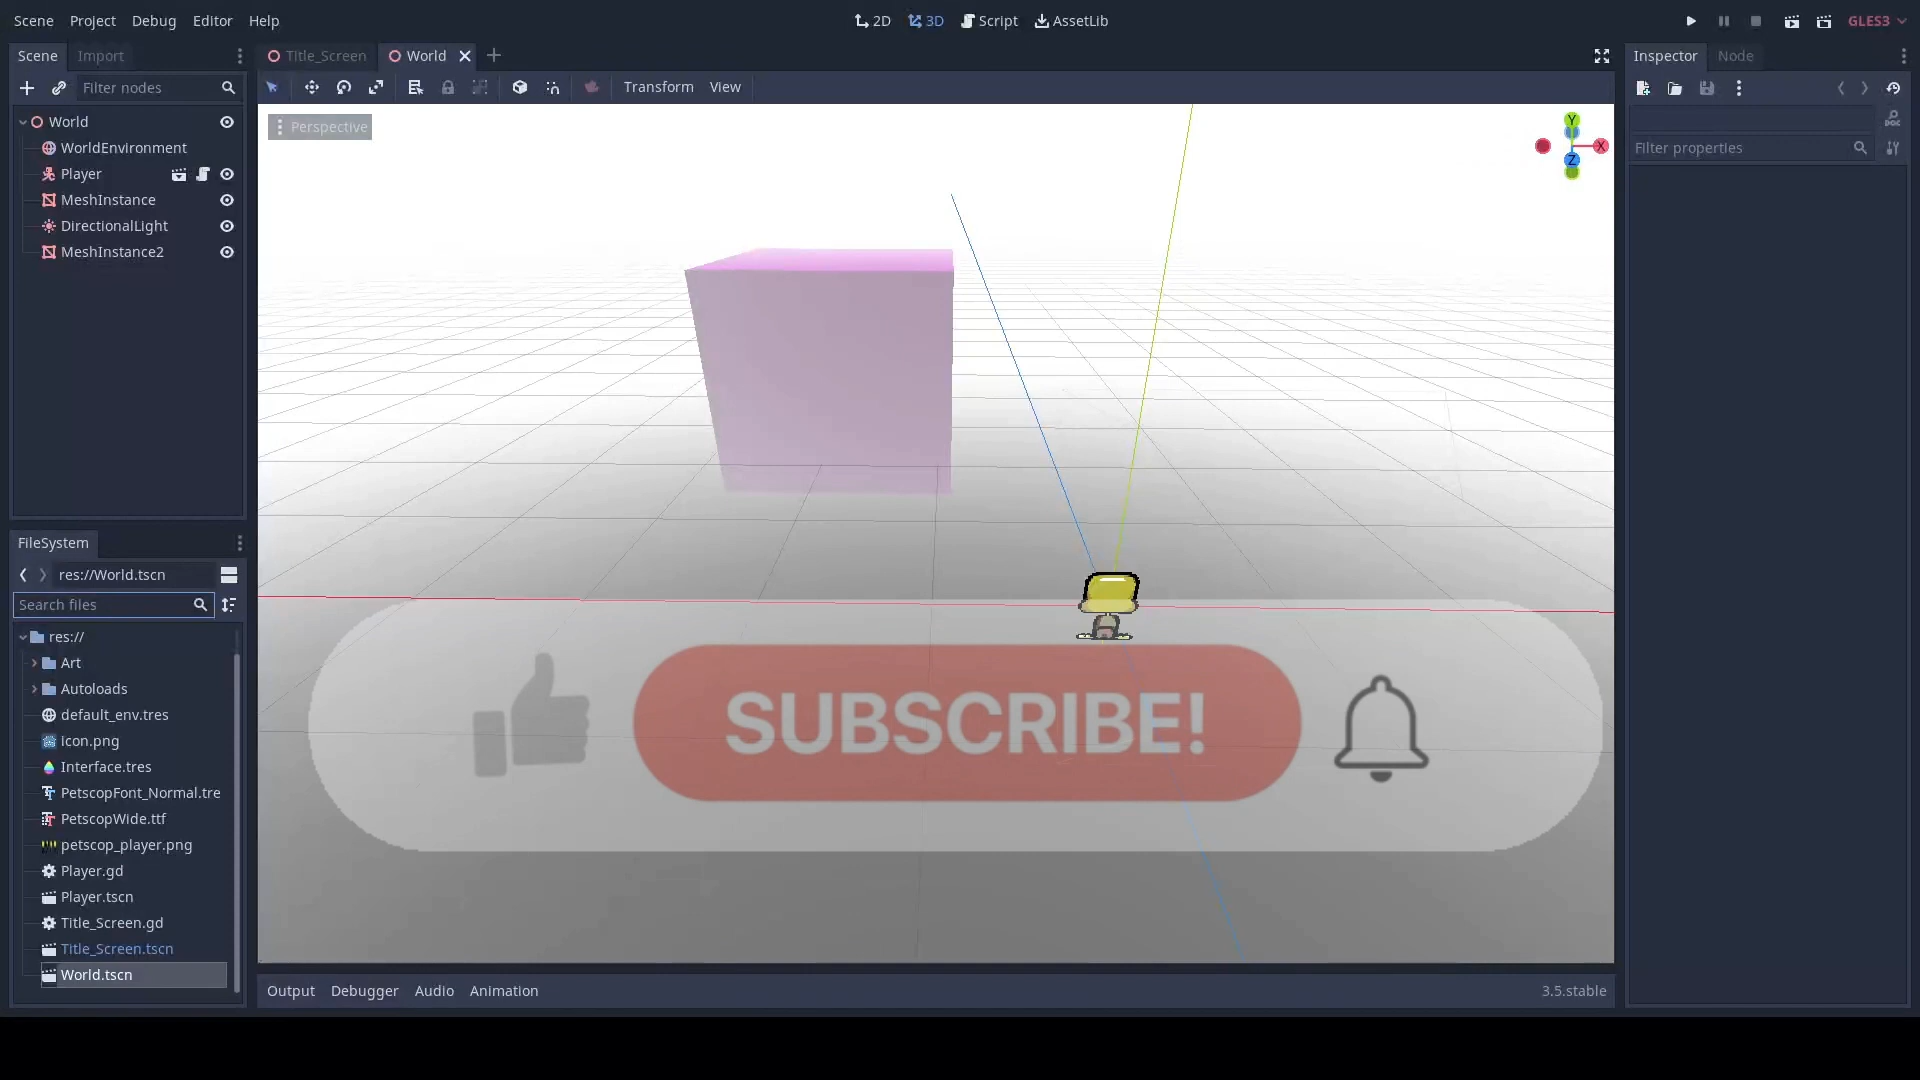 Scene Project Debug Editor Help
2D 3D Script AssetLib
GLES3
Scene Import
Title_Screen World
Inspector Node
Filter nodes
Transform View
World
WorldEnvironment
Player
MeshInstance
DirectionalLight
MeshInstance2
Perspective
Y
X
Z
Filter properties
DOC
FileSystem
res://World.tscn
Search files
res://
Art
Autoloads
default_env.tres
icon.png
Interface.tres
PetscopFont_Normal.tre
PetscopWide.ttf
petscop_player.png
Player.gd
Player.tscn
Title_Screen.gd
Title_Screen.tscn
World.tscn
SUBSCRIBE!
Output Debugger Audio Animation
3.5.stable